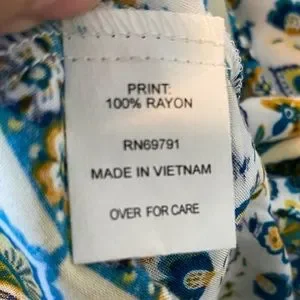 PRINT:
100% RAYON
RN69791
MADE IN VIETNAM
OVER FOR CARE